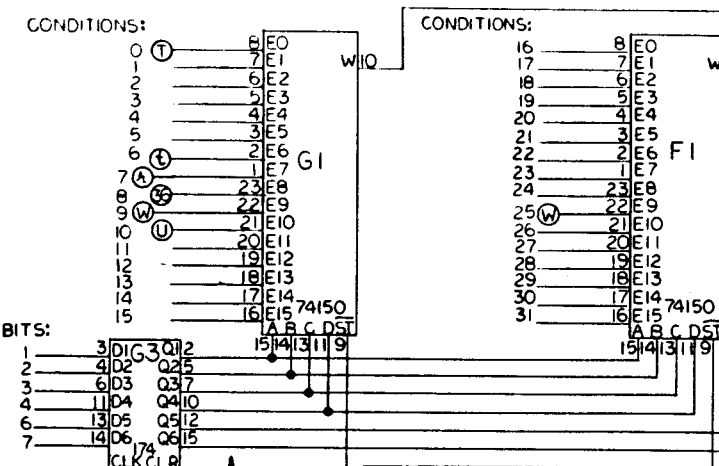 CONDITIONS:
0 T 8 E0
1 7 E1
2 6 E2
3 5 E3
4 4 E4
5 3 E5
6 t 2 E6
7 A 1 E7
8 36 23 E8
9 W 22 E9
10 U 21 E10
11 20 E11
12 19 E12
13 18 E13
14 17 E14
15 16 E15
W 10
G1
74150
A B C D ST
15 14 13 11 9
CONDITIONS:
16 8 E0
17 7 E1
18 6 E2
19 5 E3
20 4 E4
21 3 E5
22 2 E6
23 1 E7
24 23 E8
25 W 22 E9
26 21 E10
27 20 E11
28 19 E12
29 18 E13
30 17 E14
31 16 E15
W
F1
74150
A B C D ST
15 14 13 11 9
BITS:
1 3 D1 G3 Q1 2
2 4 D2 Q2 5
3 6 D3 Q3 7
4 11 D4 Q4 10
6 13 D5 Q5 12
7 14 D6 Q6 15
174
CLK CLR